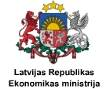 Latvijas Republikas
Ekonomikas ministrija